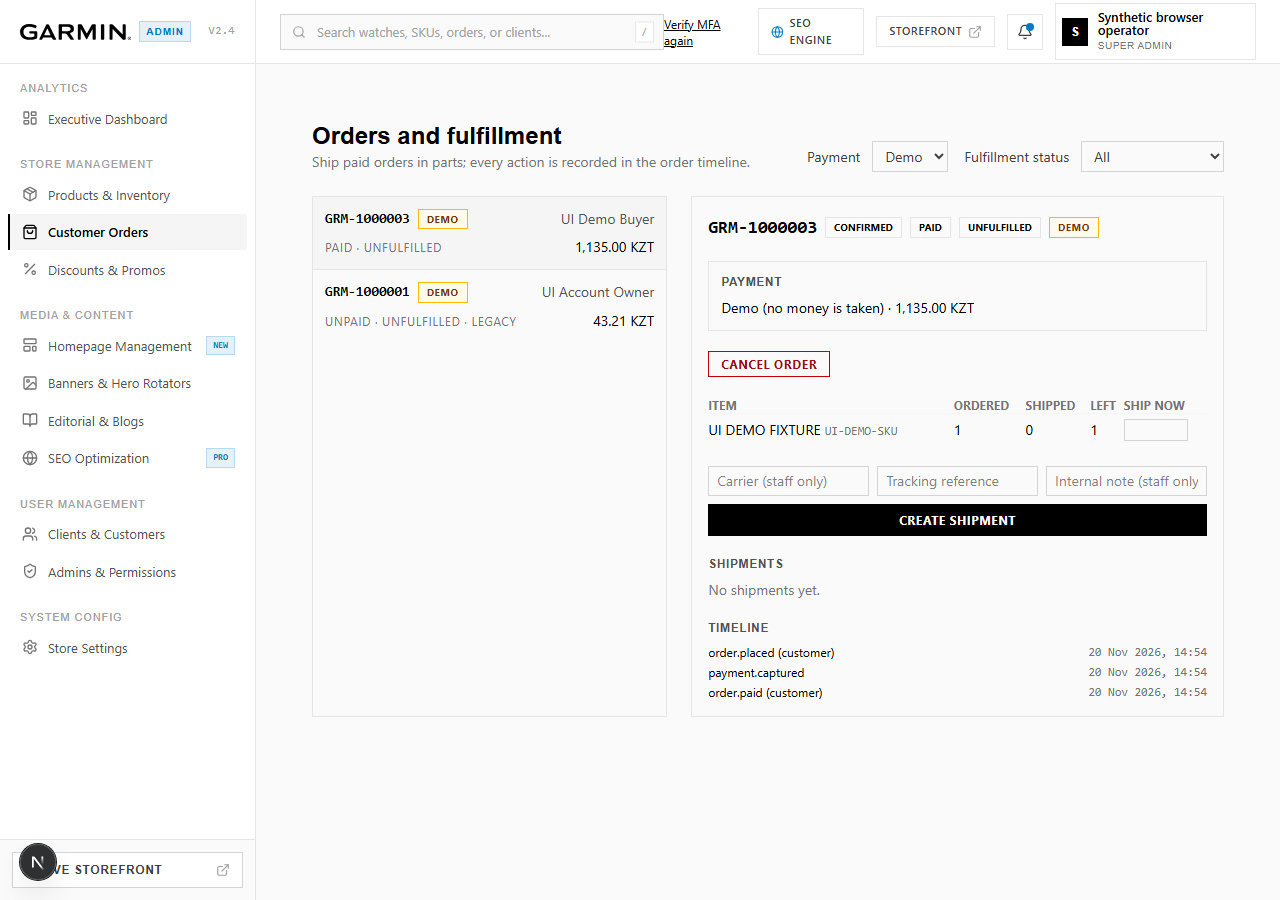 GARMIN. ADMIN V2.4
Search watches, SKUs, orders, or clients... /
Verify MFA
again
SEO
ENGINE
STOREFRONT
S
Synthetic browser
operator
SUPER ADMIN
ANALYTICS
Executive Dashboard
STORE MANAGEMENT
Products & Inventory
Customer Orders
Discounts & Promos
MEDIA & CONTENT
Homepage Management NEW
Banners & Hero Rotators
Editorial & Blogs
SEO Optimization PRO
USER MANAGEMENT
Clients & Customers
Admins & Permissions
SYSTEM CONFIG
Store Settings
N VE STOREFRONT
Orders and fulfillment
Ship paid orders in parts; every action is recorded in the order timeline.
Payment Demo Fulfillment status All
GRM-1000003 DEMO UI Demo Buyer
PAID · UNFULFILLED 1,135.00 KZT
GRM-1000001 DEMO UI Account Owner
UNPAID · UNFULFILLED · LEGACY 43.21 KZT
GRM-1000003 CONFIRMED PAID UNFULFILLED DEMO
PAYMENT
Demo (no money is taken) · 1,135.00 KZT
CANCEL ORDER
ITEM ORDERED SHIPPED LEFT SHIP NOW
UI DEMO FIXTURE UI-DEMO-SKU 1 0 1
Carrier (staff only) Tracking reference Internal note (staff only
CREATE SHIPMENT
SHIPMENTS
No shipments yet.
TIMELINE
order.placed (customer) 20 Nov 2026, 14:54
payment.captured 20 Nov 2026, 14:54
order.paid (customer) 20 Nov 2026, 14:54